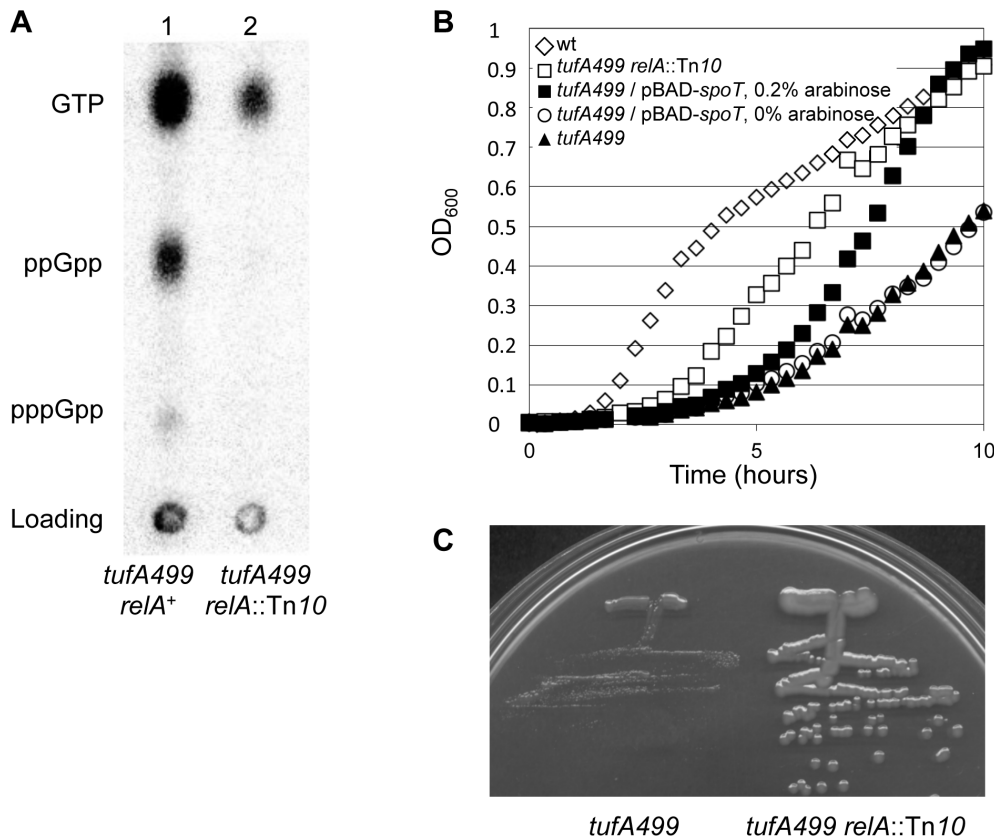 A
1 2
GTP
ppGpp
pppGpp
Loading
tufA499 tufA499
relA+ relA::Tn10
B
OD600
1
0.9
0.8
0.7
0.6
0.5
0.4
0.3
0.2
0.1
0
wt
tufA499 relA::Tn10
tufA499 / pBAD-spoT, 0.2% arabinose
tufA499 / pBAD-spoT, 0% arabinose
tufA499
0 5 10
Time (hours)
C
tufA499 tufA499 relA::Tn10